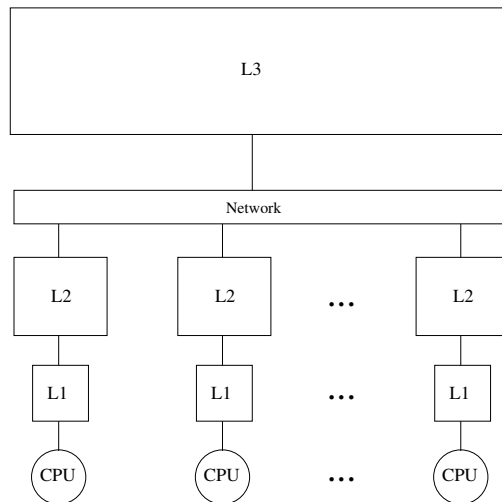 L3
Network
L2 L2 ... L2
L1 L1 ... L1
CPU CPU ... CPU